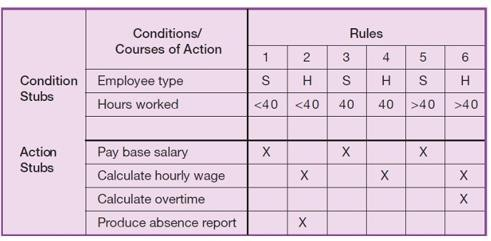 Conditions/ Rules
Courses of Action
1 2 3 4 5 6
Condition Employee type S H S H S H
Stubs
Hours worked <40 <40 40 40 >40 >40
Action Pay base salary X X X
Stubs
Calculate hourly wage X X X
Calculate overtime X
Produce absence report X